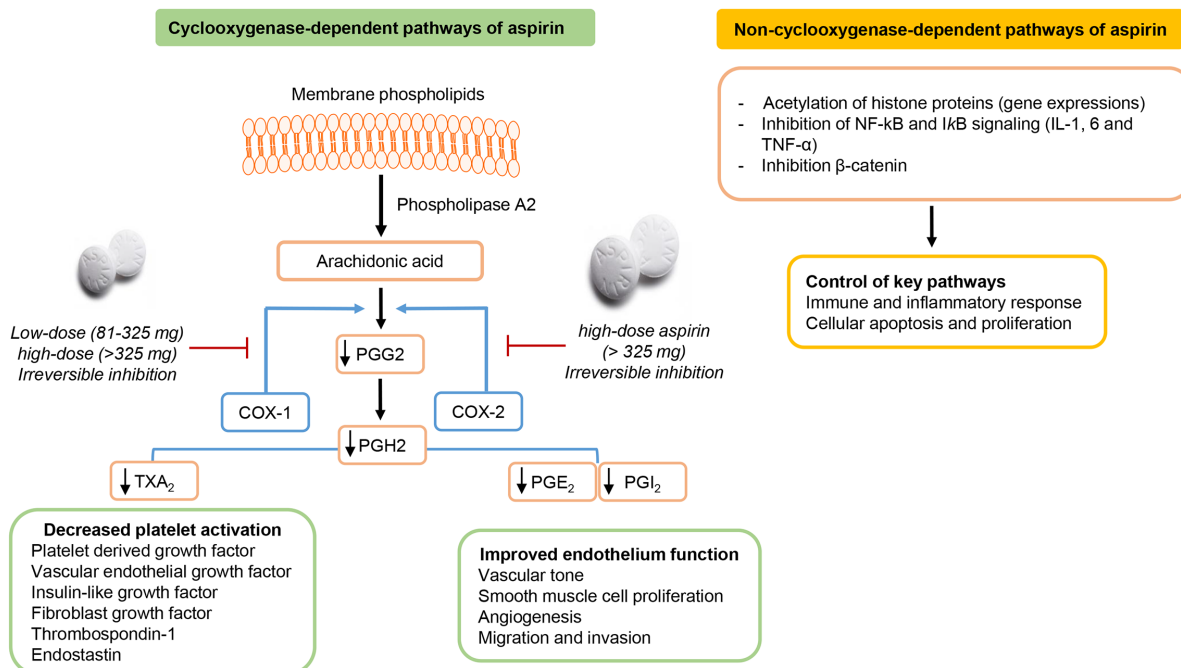 Cyclooxygenase-dependent pathways of aspirin
Membrane phospholipids
Phospholipase A2
Arachidonic acid
Low-dose (81-325 mg)
high-dose (>325 mg)
Irreversible inhibition
high-dose aspirin
(> 325 mg)
Irreversible inhibition
PGG2
COX-1
COX-2
PGH2
TXA₂
PGE₂
PGI₂
Decreased platelet activation
Platelet derived growth factor
Vascular endothelial growth factor
Insulin-like growth factor
Fibroblast growth factor
Thrombospondin-1
Endostastin
Improved endothelium function
Vascular tone
Smooth muscle cell proliferation
Angiogenesis
Migration and invasion
Non-cyclooxygenase-dependent pathways of aspirin
- Acetylation of histone proteins (gene expressions)
- Inhibition of NF-kB and IkB signaling (IL-1, 6 and
TNF-α)
- Inhibition β-catenin
Control of key pathways
Immune and inflammatory response
Cellular apoptosis and proliferation